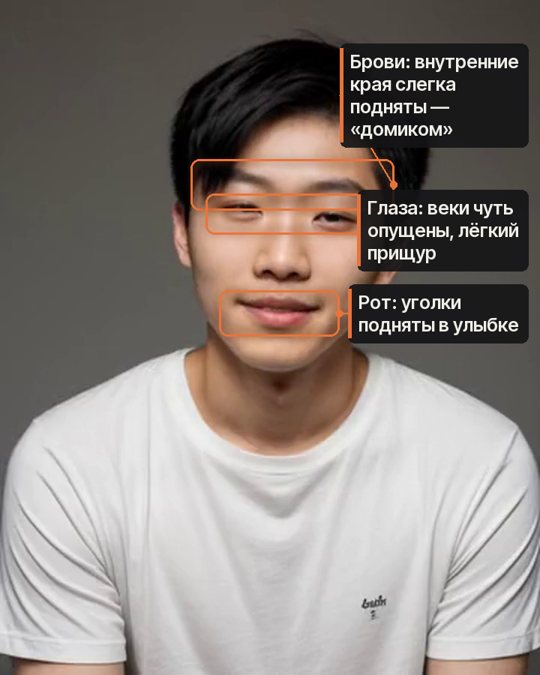 Брови: внутренние
края слегка
подняты —
«домиком»
Глаза: веки чуть
опущены, лёгкий
прищур
Рот: уголки
подняты в улыбке